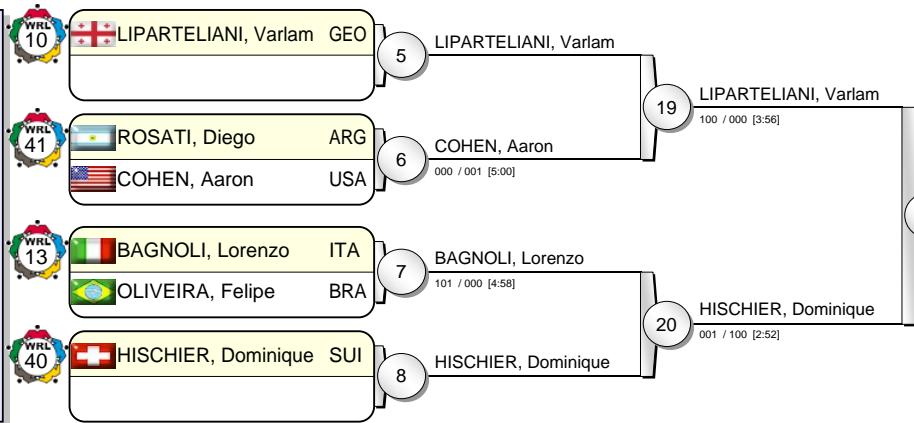 WRL
10
LIPARTELIANI, Varlam GEO
5
LIPARTELIANI, Varlam
19
LIPARTELIANI, Varlam
100 / 000 [3:56]
WRL
41
ROSATI, Diego ARG
COHEN, Aaron USA
6
COHEN, Aaron
000 / 001 [5:00]
WRL
13
BAGNOLI, Lorenzo ITA
OLIVEIRA, Felipe BRA
7
BAGNOLI, Lorenzo
101 / 000 [4:58]
20
HISCHIER, Dominique
001 / 100 [2:52]
WRL
40
HISCHIER, Dominique SUI
8
HISCHIER, Dominique